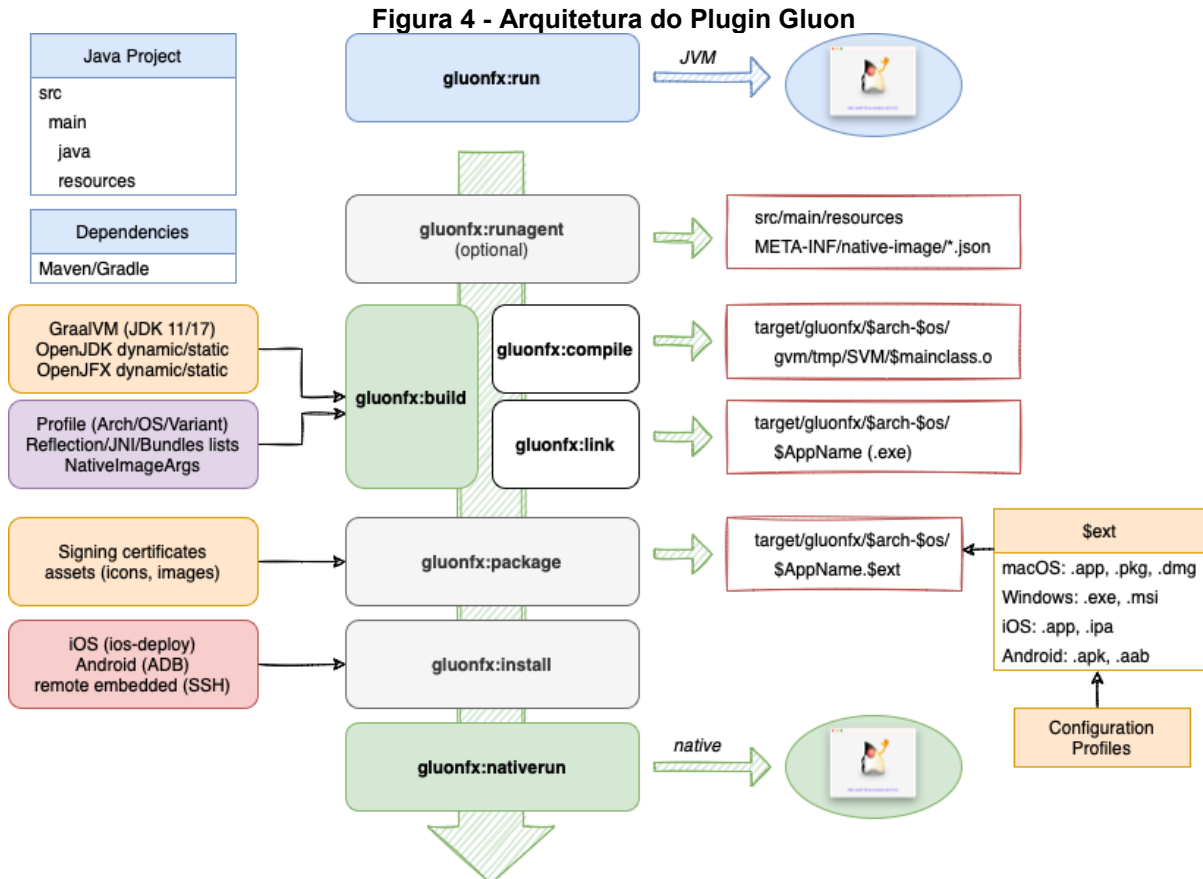 Figura 4 - Arquitetura do Plugin Gluon
Java Project
src
main
java
resources
Dependencies
Maven/Gradle
gluonfx:run
JVM
gluonfx:runagent
(optional)
src/main/resources
META-INF/native-image/*.json
GraalVM (JDK 11/17)
OpenJDK dynamic/static
OpenJFX dynamic/static
Profile (Arch/OS/Variant)
Reflection/JNI/Bundles lists
NativeImageArgs
gluonfx:build
gluonfx:compile
gluonfx:link
target/gluonfx/$arch-$os/
gvm/tmp/SVM/$mainclass.o
target/gluonfx/$arch-$os/
$AppName (.exe)
Signing certificates
assets (icons, images)
gluonfx:package
target/gluonfx/$arch-$os/
$AppName.$ext
$ext
macOS: .app, .pkg, .dmg
Windows: .exe, .msi
iOS: .app, .ipa
Android: .apk, .aab
Configuration
Profiles
iOS (ios-deploy)
Android (ADB)
remote embedded (SSH)
gluonfx:install
gluonfx:nativerun
native